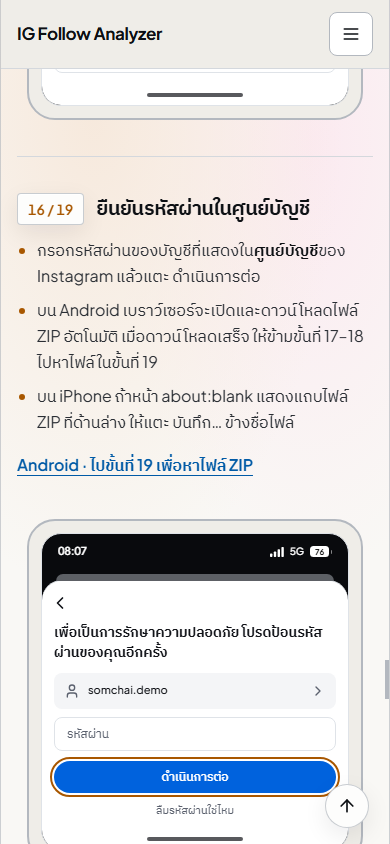 IG Follow Analyzer
16 / 19
ยืนยันรหัสผ่านในศูนย์บัญชี
กรอกรหัสผ่านของบัญชีที่แสดงในศูนย์บัญชีของ
Instagram แล้วแตะ ดำเนินการต่อ
บน Android เบราว์เซอร์จะเปิดและดาวน์โหลดไฟล์
ZIP อัตโนมัติ เมื่อดาวน์โหลดเสร็จ ให้ข้ามขั้นที่ 17–18
ไปหาไฟล์ในขั้นที่ 19
บน iPhone ถ้าหน้า about:blank แสดงแถบไฟล์
ZIP ที่ด้านล่าง ให้แตะ บันทึก... ข้างชื่อไฟล์
Android · ไปขั้นที่ 19 เพื่อหาไฟล์ ZIP
08:07
5G
76
เพื่อเป็นการรักษาความปลอดภัย โปรดป้อนรหัส
ผ่านของคุณอีกครั้ง
somchai.demo
รหัสผ่าน
ดำเนินการต่อ
ลืมรหัสผ่านใช่ไหม